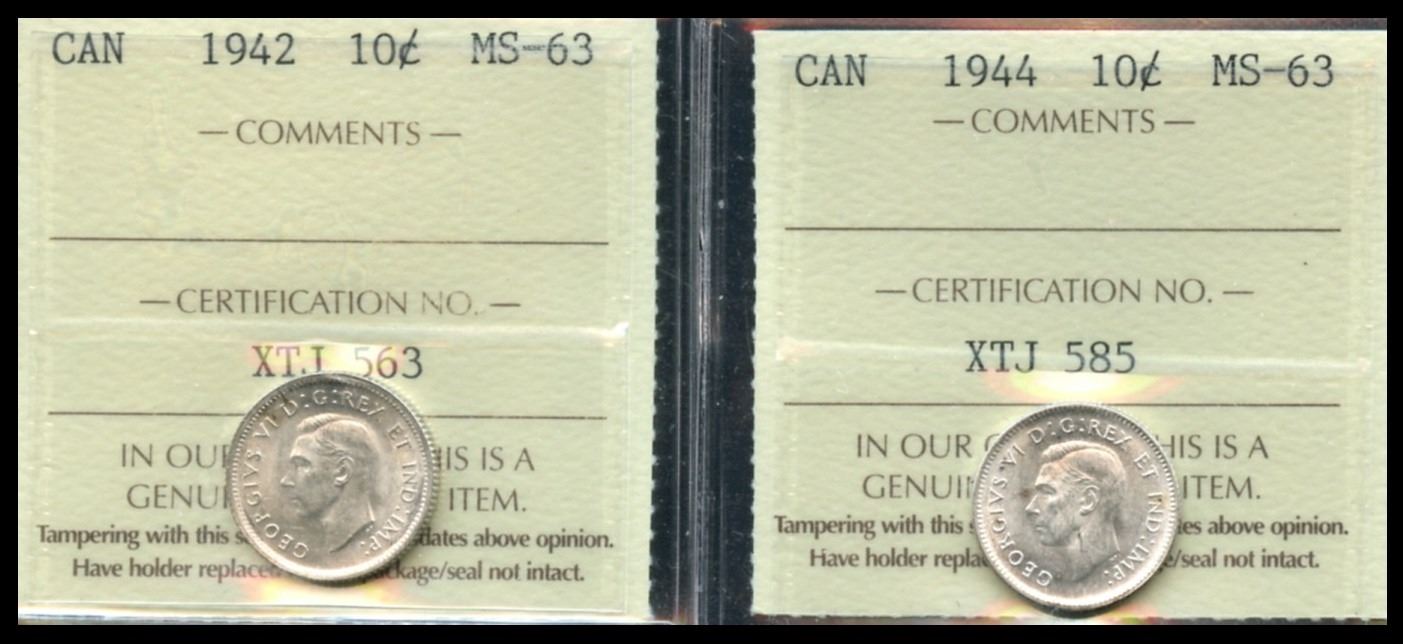 CAN 1942 10¢ MS-63
— COMMENTS —
— CERTIFICATION NO. —
XTJ 563
IN OUR HIS IS A
GENUI ITEM.
Tampering with this s dates above opinion.
Have holder replaced kage/seal not intact.
GEORGIVS VI D:G:REX ET IND:IMP:
CAN 1944 10¢ MS-63
— COMMENTS —
— CERTIFICATION NO. —
XTJ 585
IN OUR HIS IS A
GENUI ITEM.
Tampering with this s es above opinion.
Have holder repla e/seal not intact.
GEORGIVS VI D:G:REX ET IND:IMP: